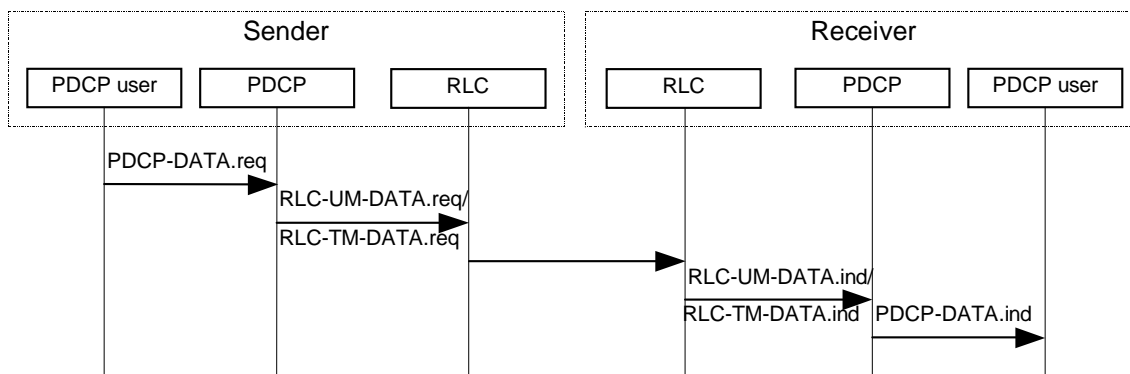 Sender
Receiver
PDCP user
PDCP
RLC
RLC
PDCP
PDCP user
PDCP-DATA.req
RLC-UM-DATA.req/
RLC-TM-DATA.req
RLC-UM-DATA.ind/
RLC-TM-DATA.ind
PDCP-DATA.ind